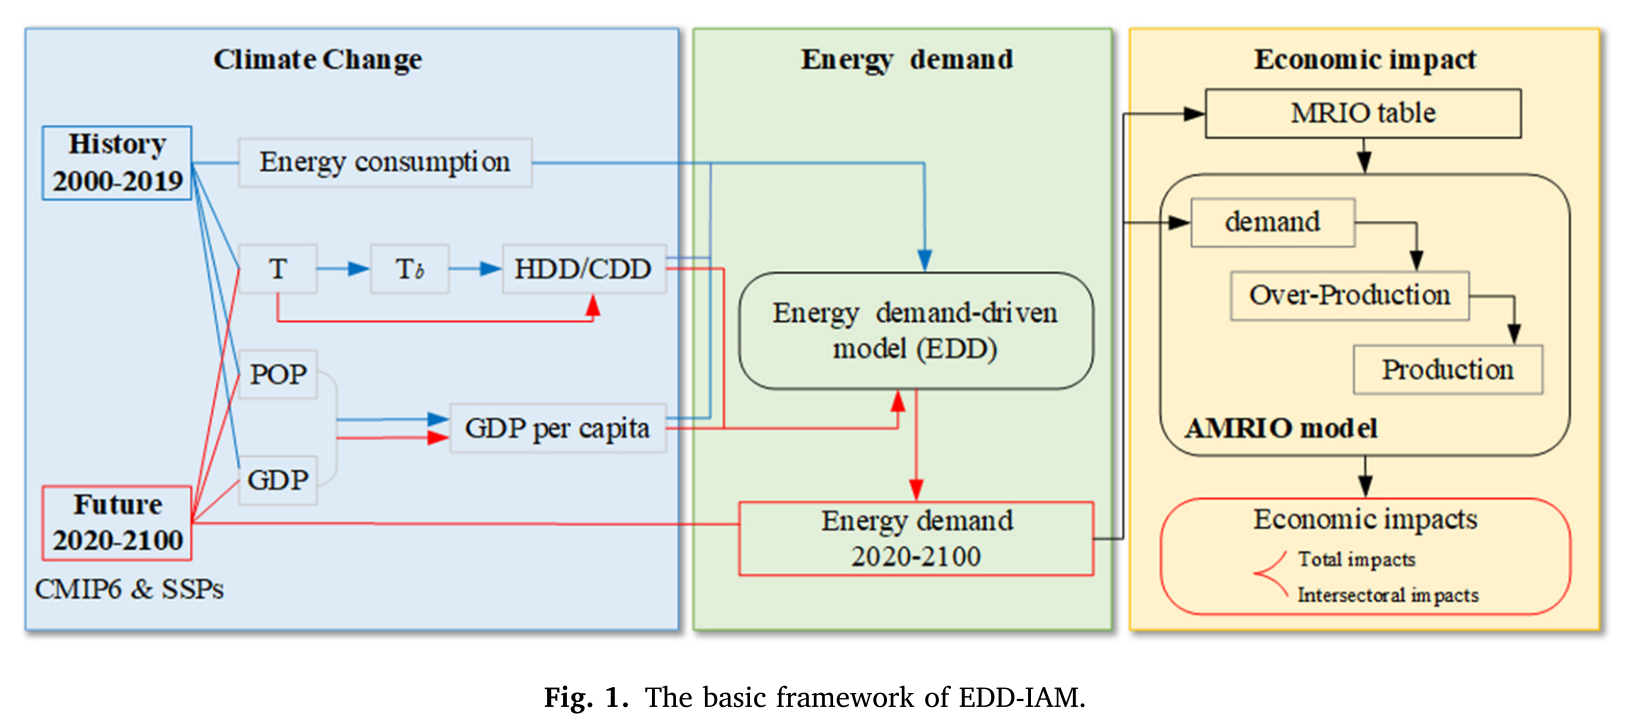 Climate Change
History
2000-2019
Energy consumption
T
Tb
HDD/CDD
POP
GDP per capita
GDP
Future
2020-2100
CMIP6 & SSPs
Energy demand
Energy demand-driven
model (EDD)
Energy demand
2020-2100
Economic impact
MRIO table
demand
Over-Production
Production
AMRIO model
Economic impacts
Total impacts
Intersectoral impacts
Fig. 1. The basic framework of EDD-IAM.